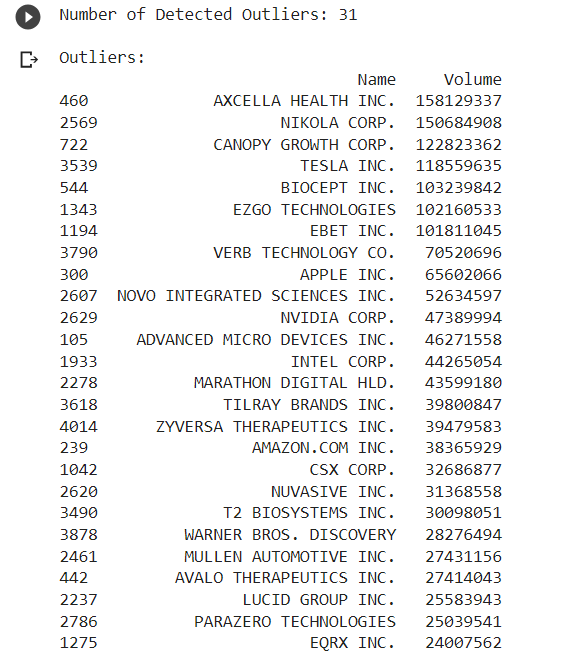 Number of Detected Outliers: 31
Outliers:
Name Volume
460 AXCELLA HEALTH INC. 158129337
2569 NIKOLA CORP. 150684908
722 CANOPY GROWTH CORP. 122823362
3539 TESLA INC. 118559635
544 BIOCEPT INC. 103239842
1343 EZGO TECHNOLOGIES 102160533
1194 EBET INC. 101811045
3790 VERB TECHNOLOGY CO. 70520696
300 APPLE INC. 65602066
2607 NOVO INTEGRATED SCIENCES INC. 52634597
2629 NVIDIA CORP. 47389994
105 ADVANCED MICRO DEVICES INC. 46271558
1933 INTEL CORP. 44265054
2278 MARATHON DIGITAL HLD. 43599180
3618 TILRAY BRANDS INC. 39800847
4014 ZYVERSA THERAPEUTICS INC. 39479583
239 AMAZON.COM INC. 38365929
1042 CSX CORP. 32686877
2620 NUVASIVE INC. 31368558
3490 T2 BIOSYSTEMS INC. 30098051
3878 WARNER BROS. DISCOVERY 28276494
2461 MULLEN AUTOMOTIVE INC. 27431156
442 AVALO THERAPEUTICS INC. 27414043
2237 LUCID GROUP INC. 25583943
2786 PARAZERO TECHNOLOGIES 25039541
1275 EQRX INC. 24007562